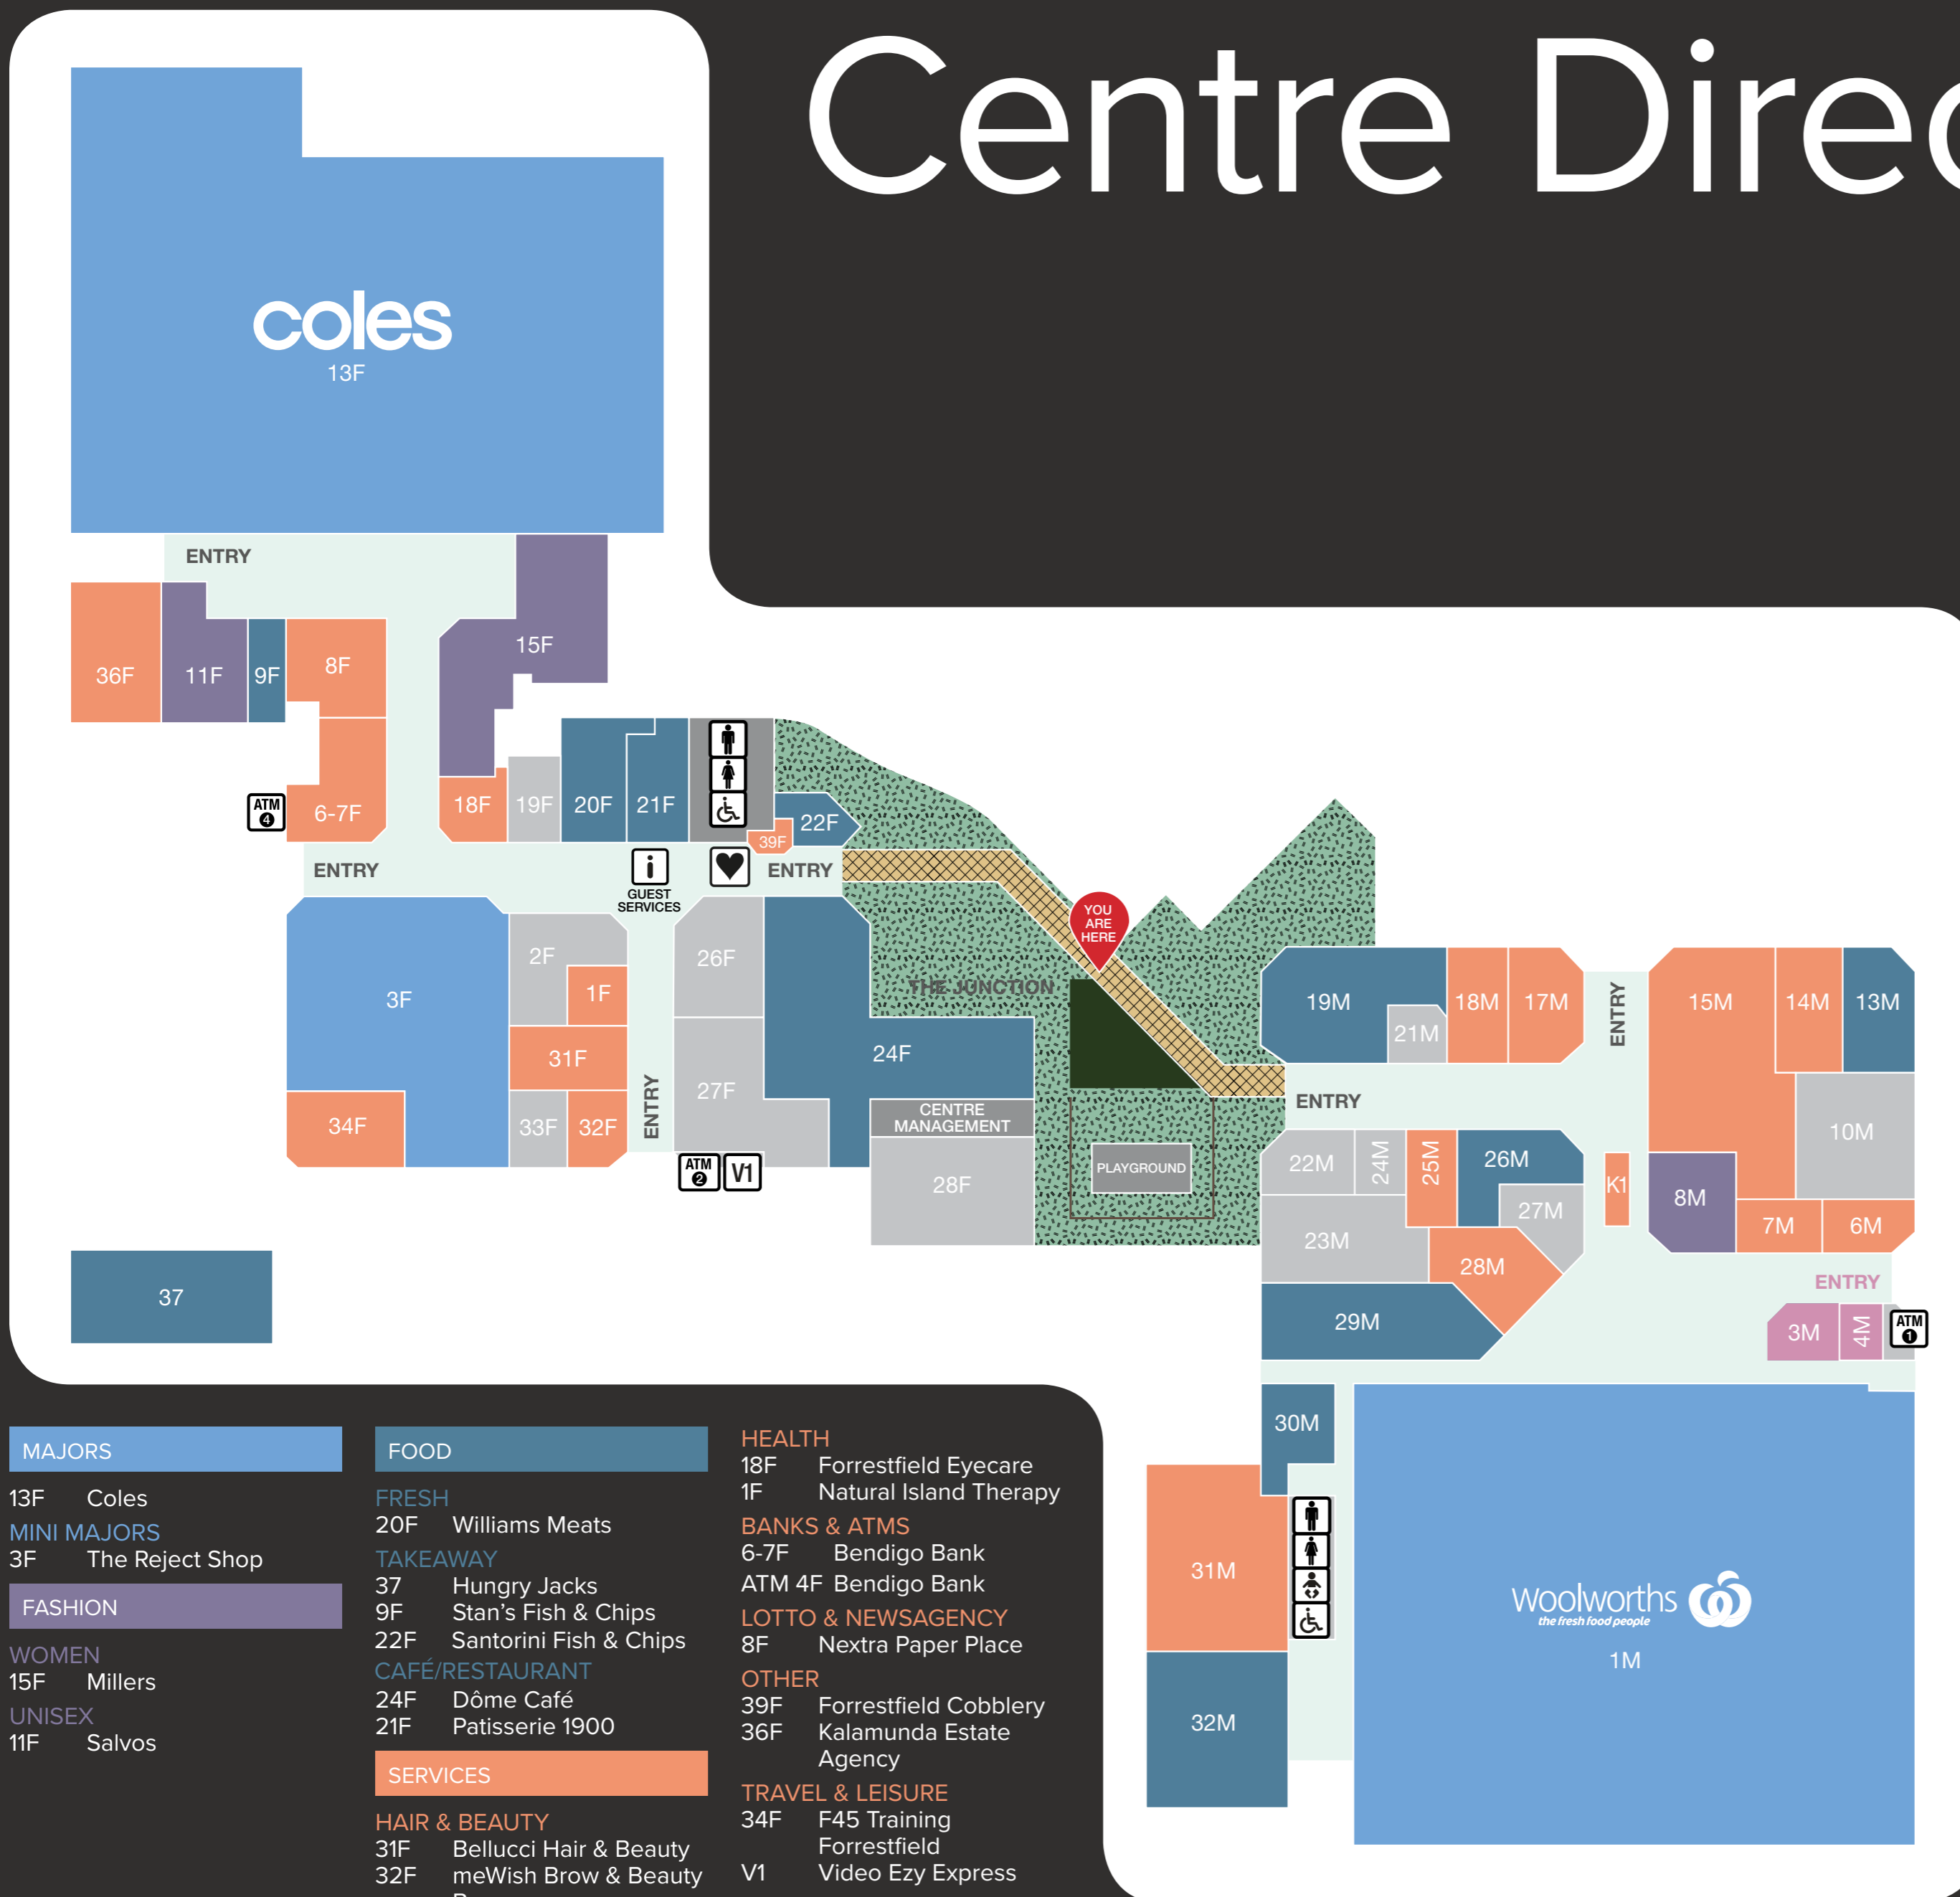 Centre Direc
coles
13F
ENTRY
36F
11F
9F
8F
15F
6-7F
ATM
4
18F
19F
20F
21F
22F
39F
ENTRY
i
GUEST
SERVICES
ENTRY
YOU
ARE
HERE
THE JUNCTION
3F
2F
1F
31F
34F
33F
32F
ENTRY
26F
27F
24F
CENTRE
MANAGEMENT
28F
PLAYGROUND
ATM
2
V1
37
19M
21M
18M
17M
ENTRY
15M
14M
13M
10M
ENTRY
22M
24M
25M
26M
27M
23M
28M
29M
K1
8M
7M
6M
ENTRY
3M
4M
ATM
1
30M
31M
32M
Woolworths
the fresh food people
1M
MAJORS
13F Coles
MINI MAJORS
3F The Reject Shop
FASHION
WOMEN
15F Millers
UNISEX
11F Salvos
FOOD
FRESH
20F Williams Meats
TAKEAWAY
37 Hungry Jacks
9F Stan's Fish & Chips
22F Santorini Fish & Chips
CAFÉ/RESTAURANT
24F Dôme Café
21F Patisserie 1900
SERVICES
HAIR & BEAUTY
31F Bellucci Hair & Beauty
32F meWish Brow & Beauty
HEALTH
18F Forrestfield Eyecare
1F Natural Island Therapy
BANKS & ATMS
6-7F Bendigo Bank
ATM 4F Bendigo Bank
LOTTO & NEWSAGENCY
8F Nextra Paper Place
OTHER
39F Forrestfield Cobblery
36F Kalamunda Estate
Agency
TRAVEL & LEISURE
34F F45 Training
Forrestfield
V1 Video Ezy Express